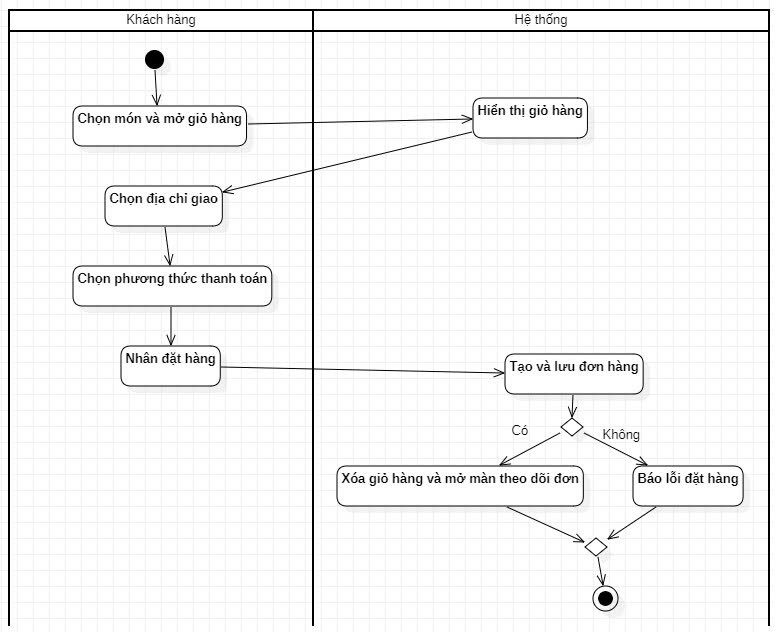 Khách hàng
Hệ thống
Chọn món và mở giỏ hàng
Hiển thị giỏ hàng
Chọn địa chỉ giao
Chọn phương thức thanh toán
Nhân đặt hàng
Tạo và lưu đơn hàng
Có
Không
Xóa giỏ hàng và mở màn theo dõi đơn
Báo lỗi đặt hàng